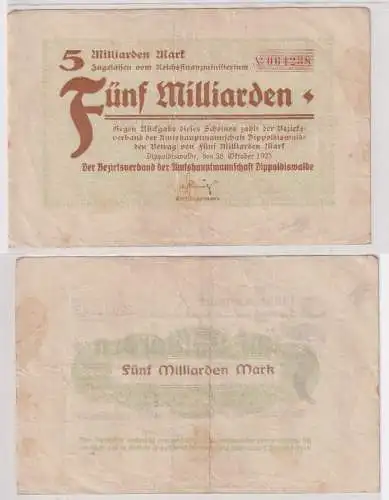 5 Milliarden Mark
Zugelassen vom Reichsfinanzministerium
№ 064238
Fünf Milliarden
Gegen Rückgabe dieses Scheines zahlt der Bezirks-
verband der Amtshauptmannschaft Dippoldiswalde
den Betrag von Fünf Milliarden Mark
Dippoldiswalde, den 26. Oktober 1923
Der Bezirksverband der Amtshauptmannschaft Dippoldiswalde
Fünf Milliarden Mark